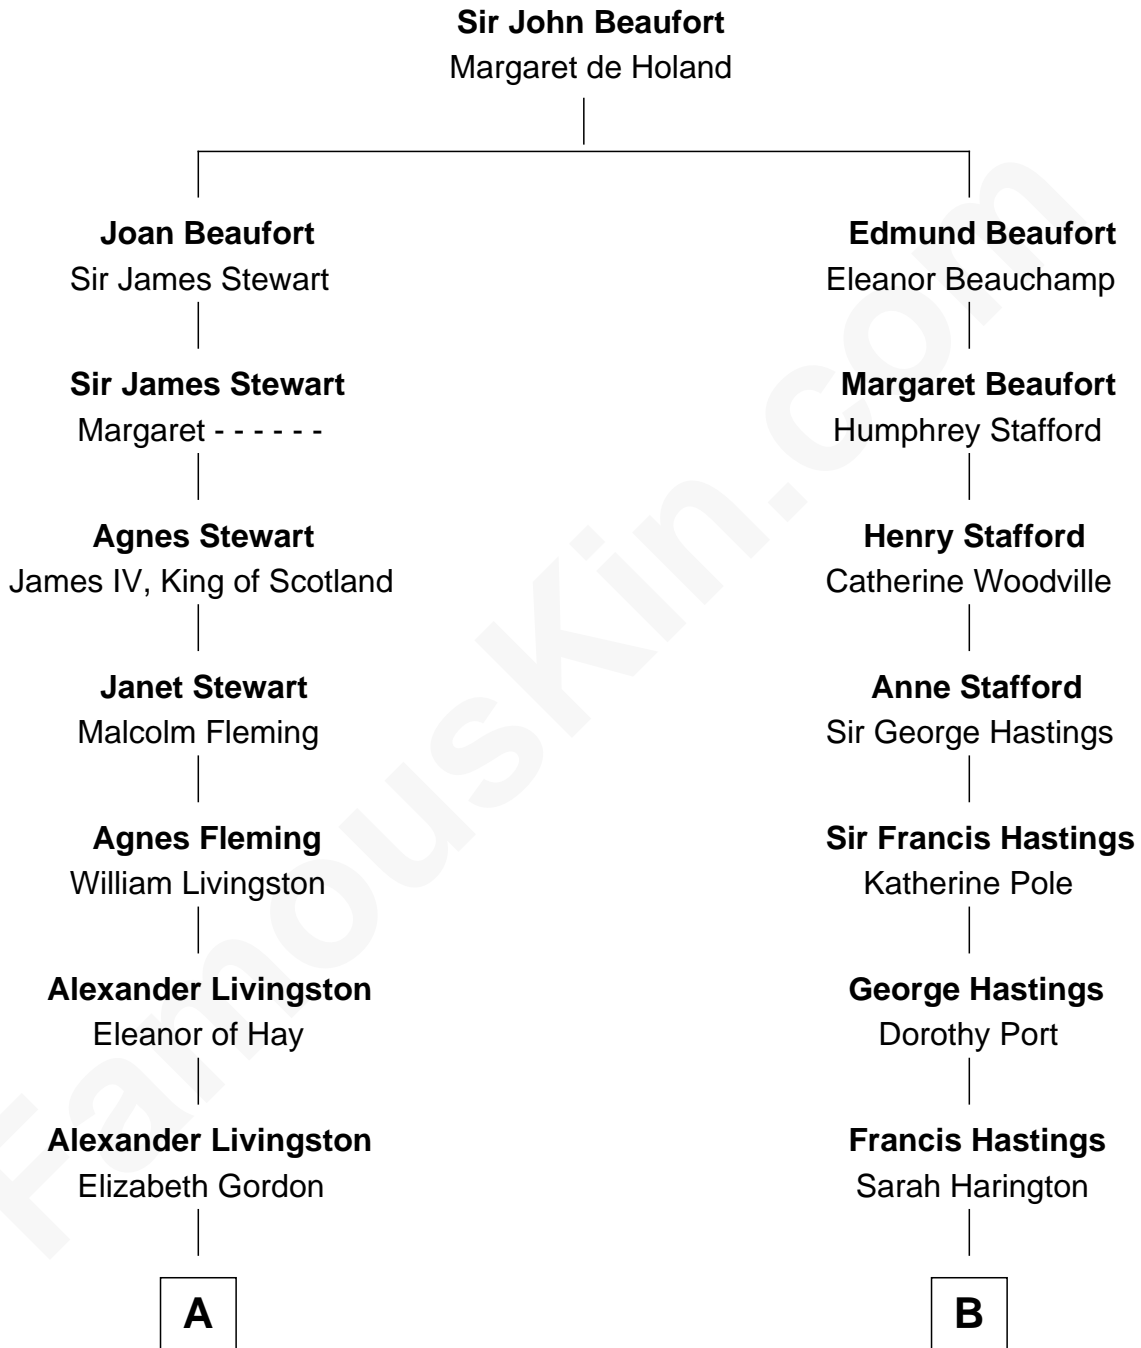 Sir John Beaufort
Margaret de Holand
Joan Beaufort
Sir James Stewart
Edmund Beaufort
Eleanor Beauchamp
Sir James Stewart
Margaret - - - - - -
Margaret Beaufort
Humphrey Stafford
Agnes Stewart
James IV, King of Scotland
Henry Stafford
Catherine Woodville
Janet Stewart
Malcolm Fleming
Anne Stafford
Sir George Hastings
Agnes Fleming
William Livingston
Sir Francis Hastings
Katherine Pole
Alexander Livingston
Eleanor of Hay
George Hastings
Dorothy Port
Alexander Livingston
Elizabeth Gordon
Francis Hastings
Sarah Harington
A
B
FamousKin.com